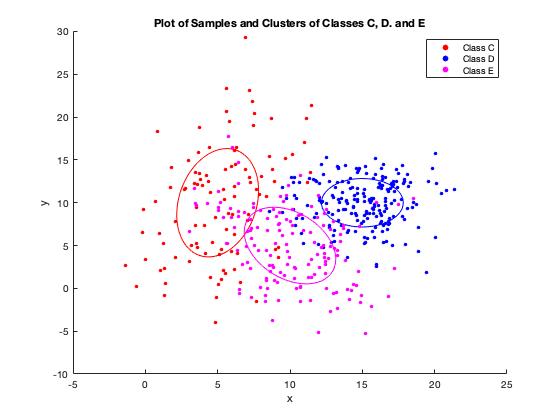 Plot of Samples and Clusters of Classes C, D. and E
Class C
Class D
Class E
30
25
20
15
10
5
0
-5
-10
y
-5 0 5 10 15 20 25
x